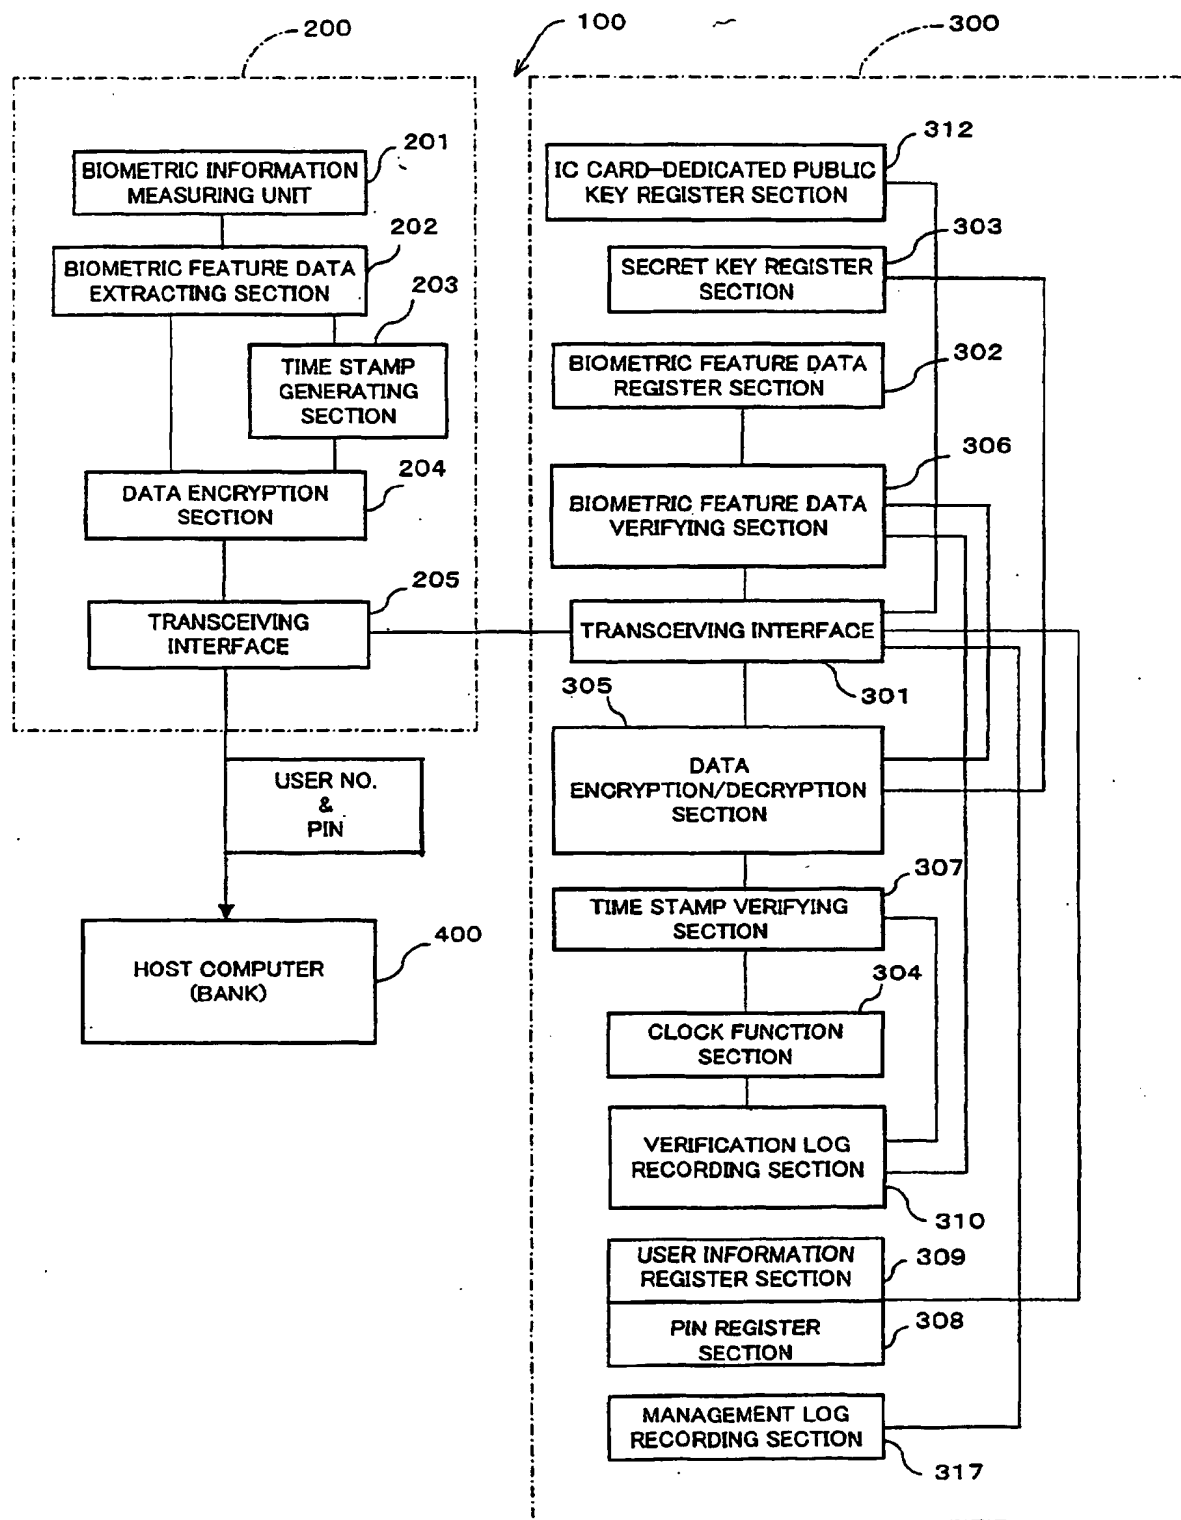 200
100
300
201
BIOMETRIC INFORMATION
MEASURING UNIT
202
BIOMETRIC FEATURE DATA
EXTRACTING SECTION
203
TIME STAMP
GENERATING
SECTION
204
DATA ENCRYPTION
SECTION
205
TRANSCEIVING
INTERFACE
USER NO.
&
PIN
400
HOST COMPUTER
(BANK)
312
IC CARD-DEDICATED PUBLIC
KEY REGISTER SECTION
303
SECRET KEY REGISTER
SECTION
302
BIOMETRIC FEATURE DATA
REGISTER SECTION
306
BIOMETRIC FEATURE DATA
VERIFYING SECTION
TRANSCEIVING INTERFACE
301
305
DATA
ENCRYPTION/DECRYPTION
SECTION
307
TIME STAMP VERIFYING
SECTION
304
CLOCK FUNCTION
SECTION
VERIFICATION LOG
RECORDING SECTION
310
USER INFORMATION
REGISTER SECTION
309
PIN REGISTER
SECTION
308
MANAGEMENT LOG
RECORDING SECTION
317